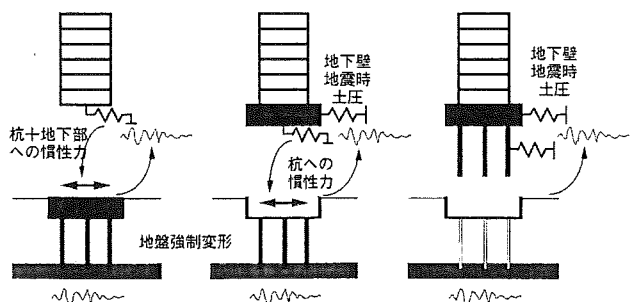 杭+地下部
への慣性力
地下壁
地震時
土圧
杭への
慣性力
地下壁
地震時
土圧
地盤強制変形